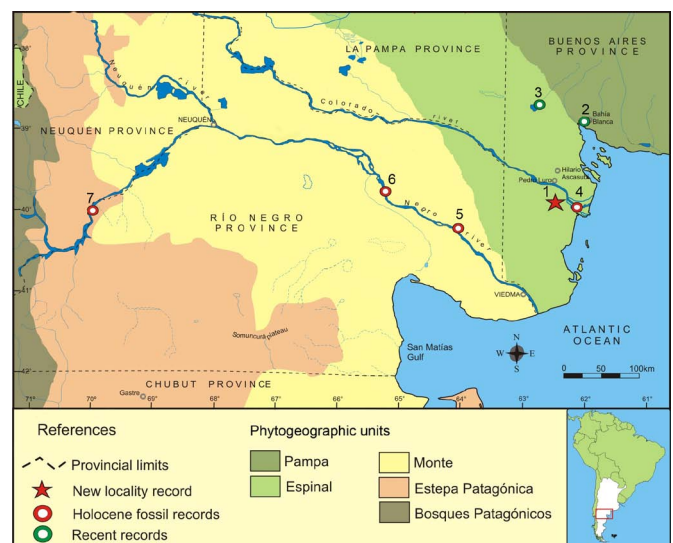 38°
39°
40°
41°
42°
CHILE
Neuquén river
LA PAMPA PROVINCE
BUENOS AIRES
PROVINCE
Colorado river
3
2
Bahía
Blanca
NEUQUEN PROVINCE
NEUQUÉN
Hilario
Ascasubi
Pedro Luro
1
4
7
6
5
Negro river
RÍO NEGRO
PROVINCE
VIEDMA
Somuricura plateau
San Matías
Gulf
ATLANTIC
OCEAN
N
W
E
S
0 50 100km
CHUBUT PROVINCE
Gastre
71° 70° 69° 68° 67° 66° 65° 64° 63° 62° 61°
References
Provincial limits
New locality record
Holocene fossil records
Recent records
Phytogeographic units
Pampa
Espinal
Monte
Estepa Patagónica
Bosques Patagónicos